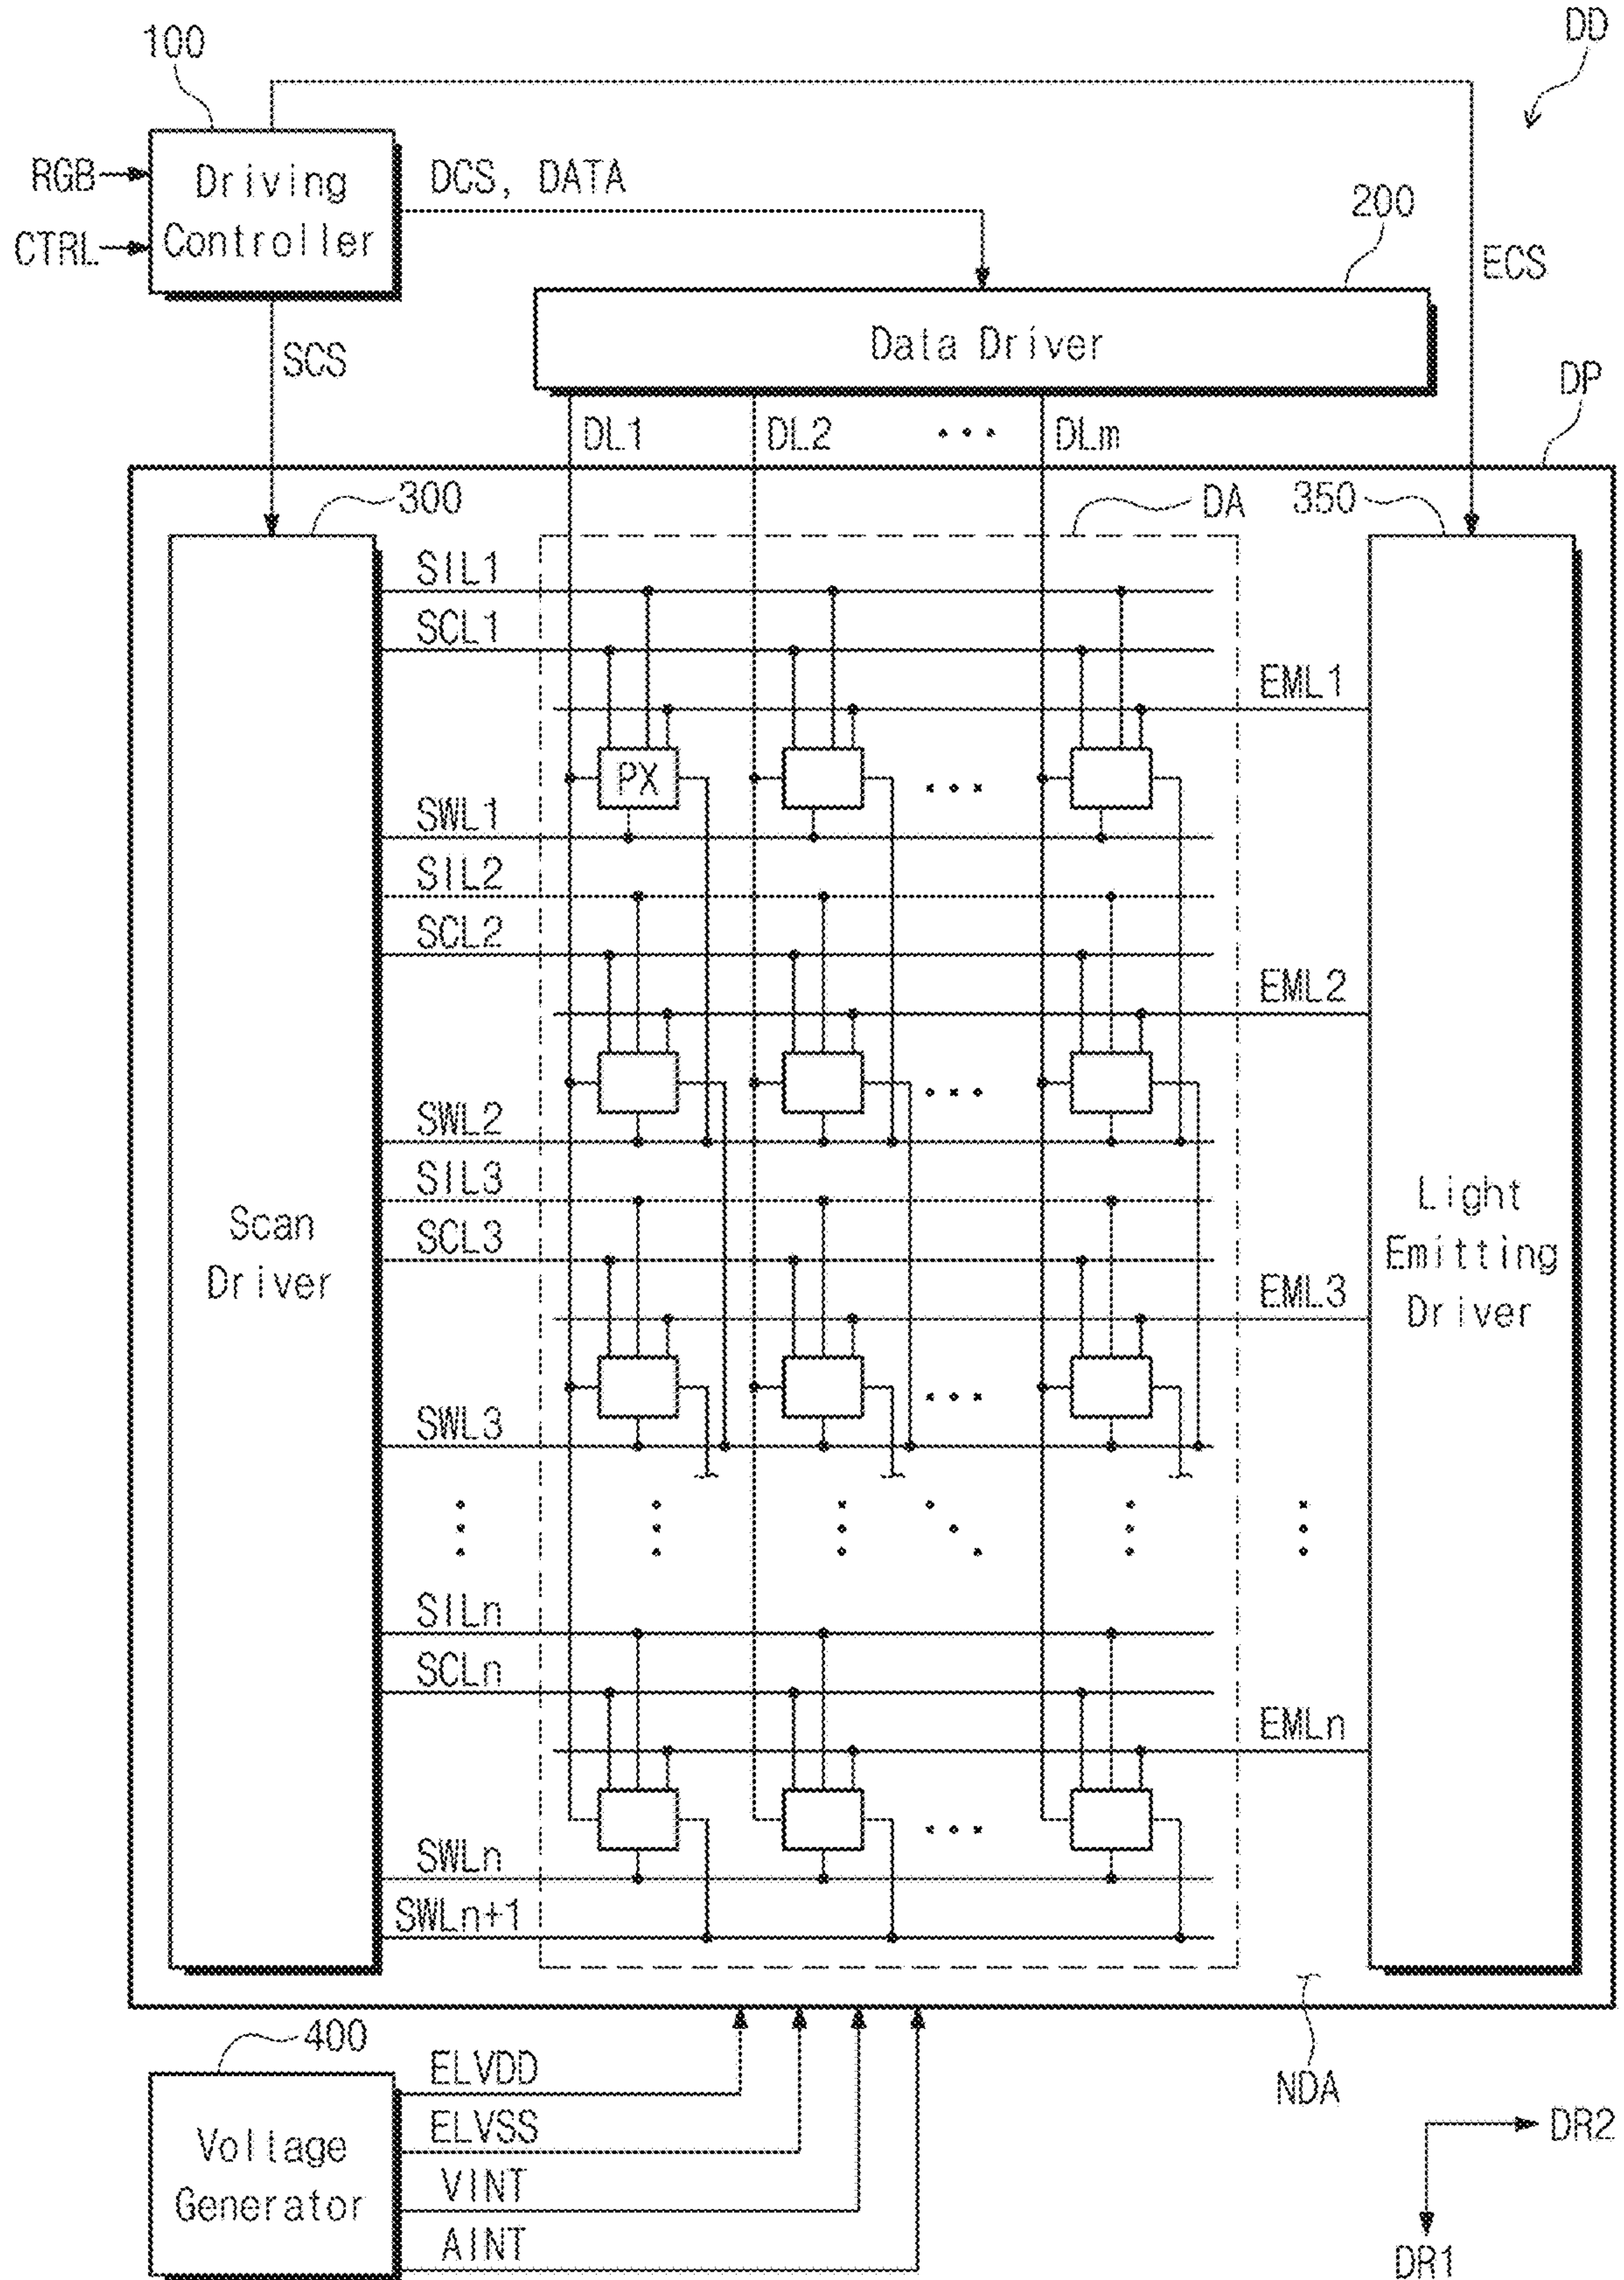 DD
100
RGB
CTRL
Driving
Controller
DCS, DATA
200
ECS
SCS
Data Driver
DP
DL1
DL2
DLm
300
DA
350
SIL1
SCL1
EML1
PX
SWL1
SIL2
SCL2
EML2
SWL2
SIL3
SCL3
EML3
SWL3
Scan
Driver
Light
Emitting
Driver
SILn
SCLn
EMLn
SWLn
SWLn+1
400
NDA
Voltage
Generator
ELVDD
ELVSS
VINT
AINT
DR2
DR1